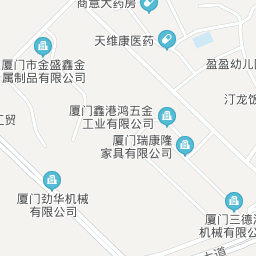 商意大药房
天维康医药
厦门市金盛鑫金
属制品有限公司
盈盈幼儿园
汀龙饭
厦门鑫港鸿五金
工业有限公司
工贸
厦门瑞康隆
家具有限公司
厦门劲华机械
有限公司
厦门三德
机械有限公司
大道